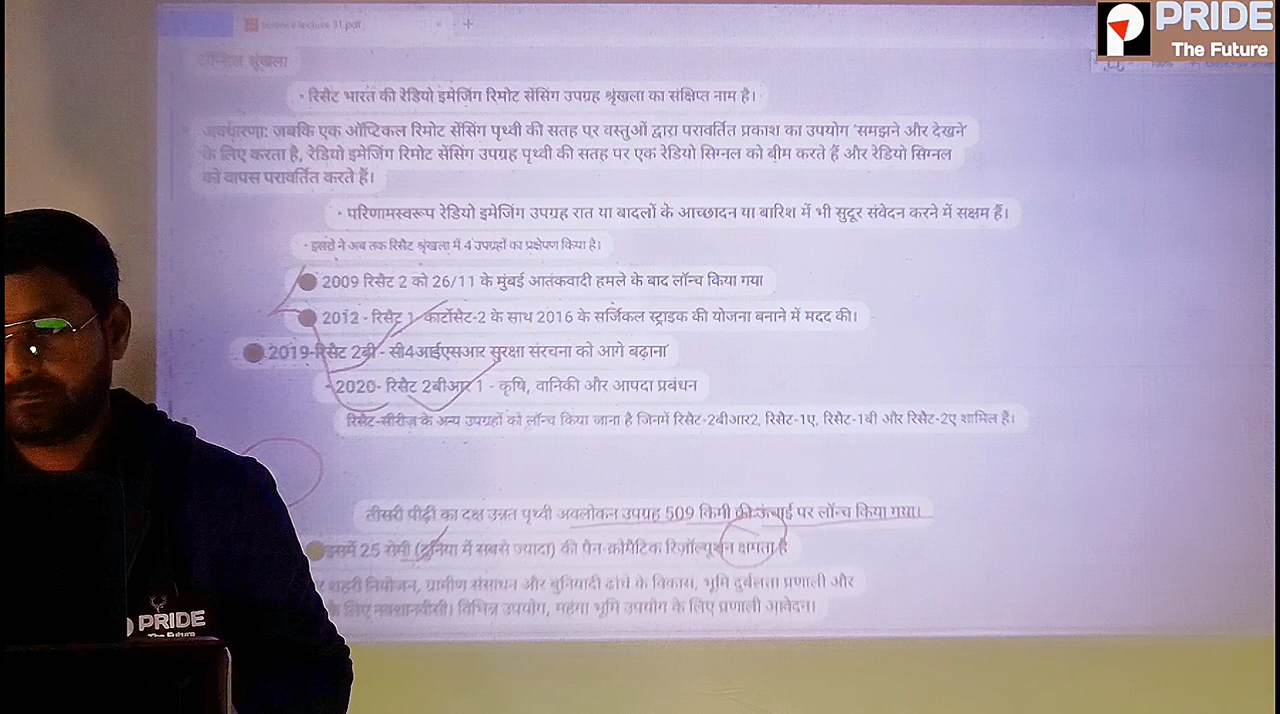 PRIDE
The Future
science lecture 31.pdf
श्रृंखला
• रिसैट भारत की रेडियो इमेजिंग रिमोट सेंसिंग उपग्रह श्रृंखला का संक्षिप्त नाम है।
अवधारणा: जबकि एक ऑप्टिकल रिमोट सेंसिंग पृथ्वी की सतह पर वस्तुओं द्वारा परावर्तित प्रकाश का उपयोग 'समझने और देखने'
के लिए करता है, रेडियो इमेजिंग रिमोट सेंसिंग उपग्रह पृथ्वी की सतह पर एक रेडियो सिग्नल को बीम करते हैं और रेडियो सिग्नल
को वापस परावर्तित करते हैं।
• परिणामस्वरूप रेडियो इमेजिंग उपग्रह रात या बादलों के आच्छादन या बारिश में भी सुदूर संवेदन करने में सक्षम हैं।
• इसरो ने अब तक रिसैट श्रृंखला में 4 उपग्रहों का प्रक्षेपण किया है।
2009 रिसैट 2 को 26/11 के मुंबई आतंकवादी हमले के बाद लॉन्च किया गया
2012 - रिसैट 1 कार्टोसैट-2 के साथ 2016 के सर्जिकल स्ट्राइक की योजना बनाने में मदद की।
2019-रिसैट 2बी - सी4आईएसआर सुरक्षा संरचना को आगे बढ़ाना
• 2020- रिसैट 2बीआर 1 - कृषि, वानिकी और आपदा प्रबंधन
रिसैट-सीरीज़ के अन्य उपग्रहों को लॉन्च किया जाना है जिनमें रिसैट-2बीआर2, रिसैट-1ए, रिसैट-1बी और रिसैट-2ए शामिल हैं।
तीसरी पीढ़ी का दक्ष उन्नत पृथ्वी अवलोकन उपग्रह 509 किमी की ऊंचाई पर लॉन्च किया गया।
इसमें 25 सेमी (दुनिया में सबसे ज्यादा) की पैन क्रोमैटिक रिज़ॉल्यूशन क्षमता है
शहरी नियोजन, ग्रामीण संसाधन और बुनियादी ढांचे के विकास, भूमि दुर्बलता प्रणाली और
के लिए नक्शानवीसी। विभिन्न उपयोग, महंगा भूमि उपयोग के लिए प्रणाली आवेदन।
PRIDE
The Future